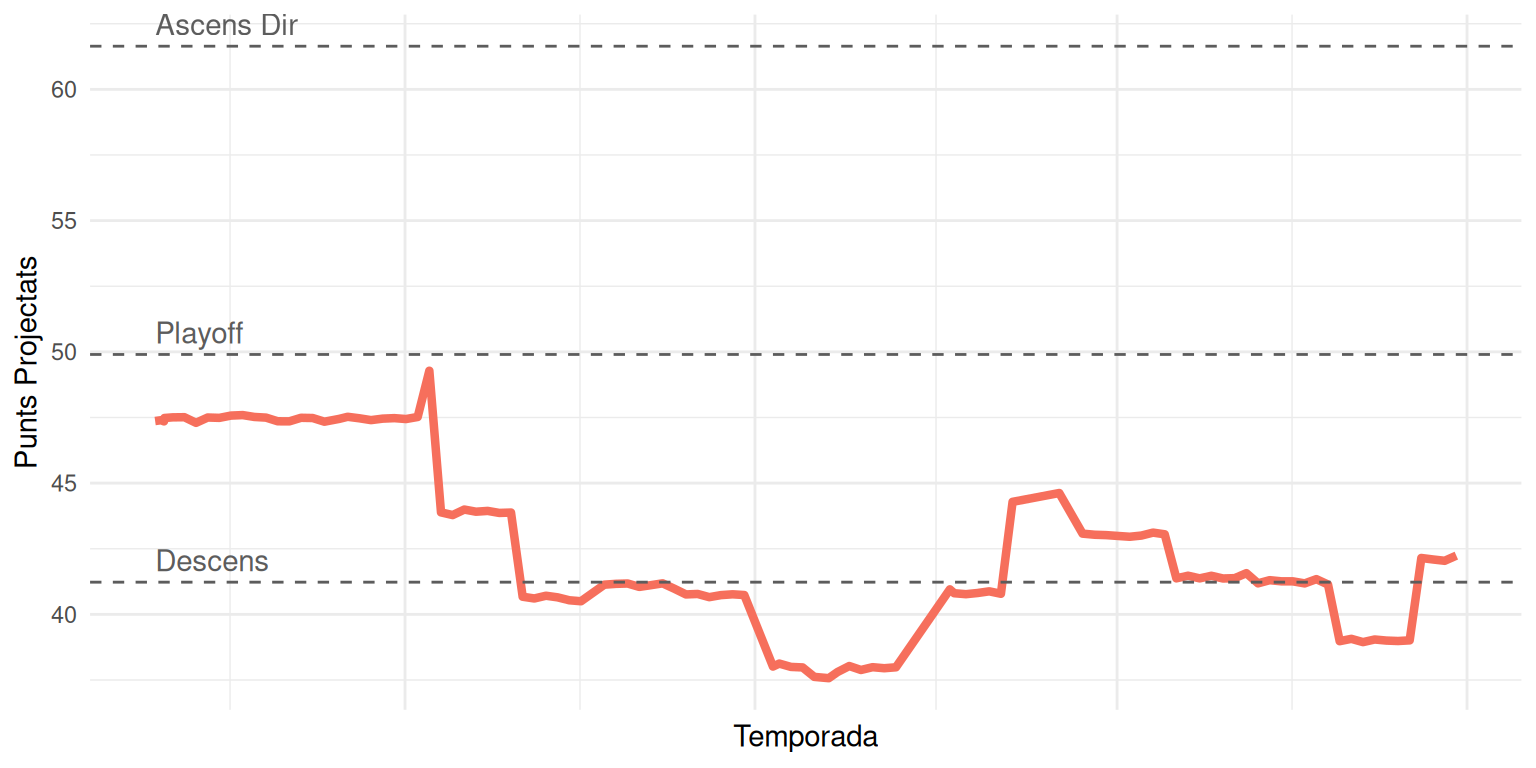 Ascens Dir
60
55
Playoff
50
45
Descens
40
Punts Projectats
Temporada